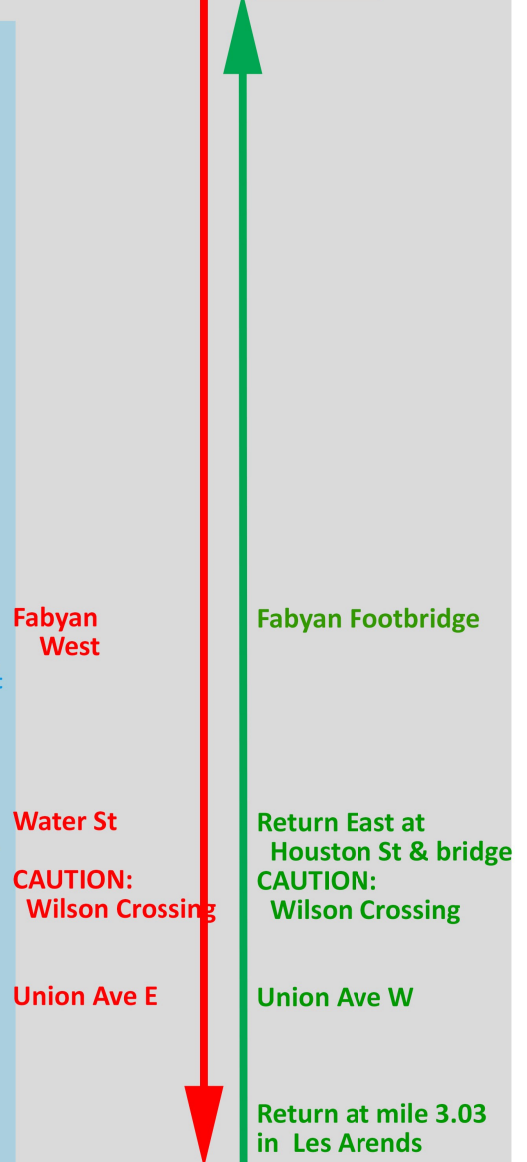 Fabyan
West
Fabyan Footbridge
Water St
Return East at
Houston St & bridge
CAUTION:
Wilson Crossing
CAUTION:
Wilson Crossing
Union Ave E
Union Ave W
Return at mile 3.03
in Les Arends